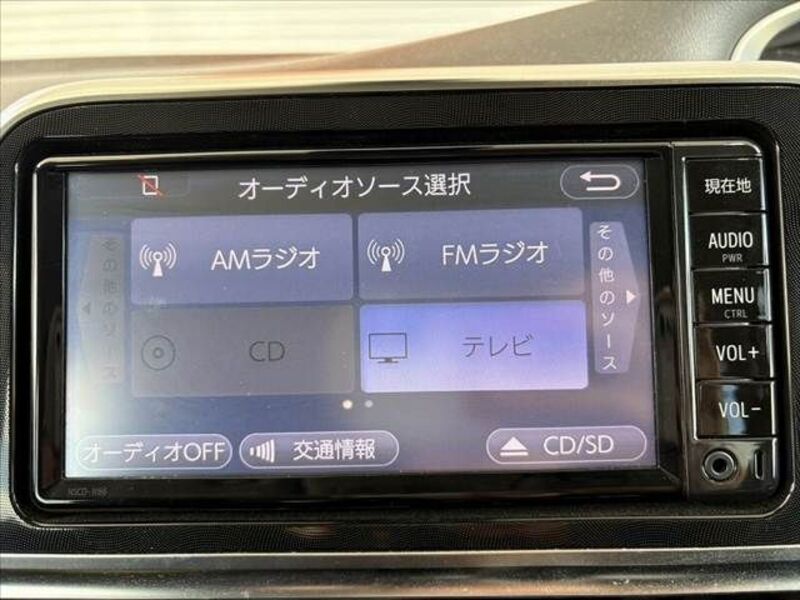 オーディオソース選択
AMラジオ
FMラジオ
その他のソース
その他のソース
CD
テレビ
オーディオOFF
交通情報
CD/SD
現在地
AUDIO
PWR
MENU
CTRL
VOL+
VOL-